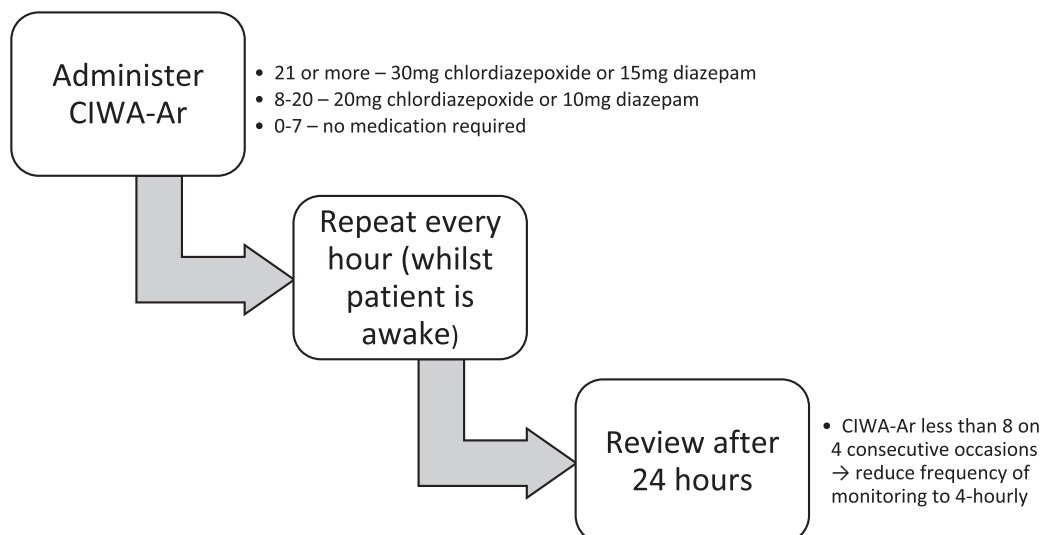 Administer
CIWA-Ar
• 21 or more – 30mg chlordiazepoxide or 15mg diazepam
• 8-20 – 20mg chlordiazepoxide or 10mg diazepam
• 0-7 – no medication required
Repeat every
hour (whilst
patient is
awake)
Review after
24 hours
• CIWA-Ar less than 8 on
4 consecutive occasions
→ reduce frequency of
monitoring to 4-hourly